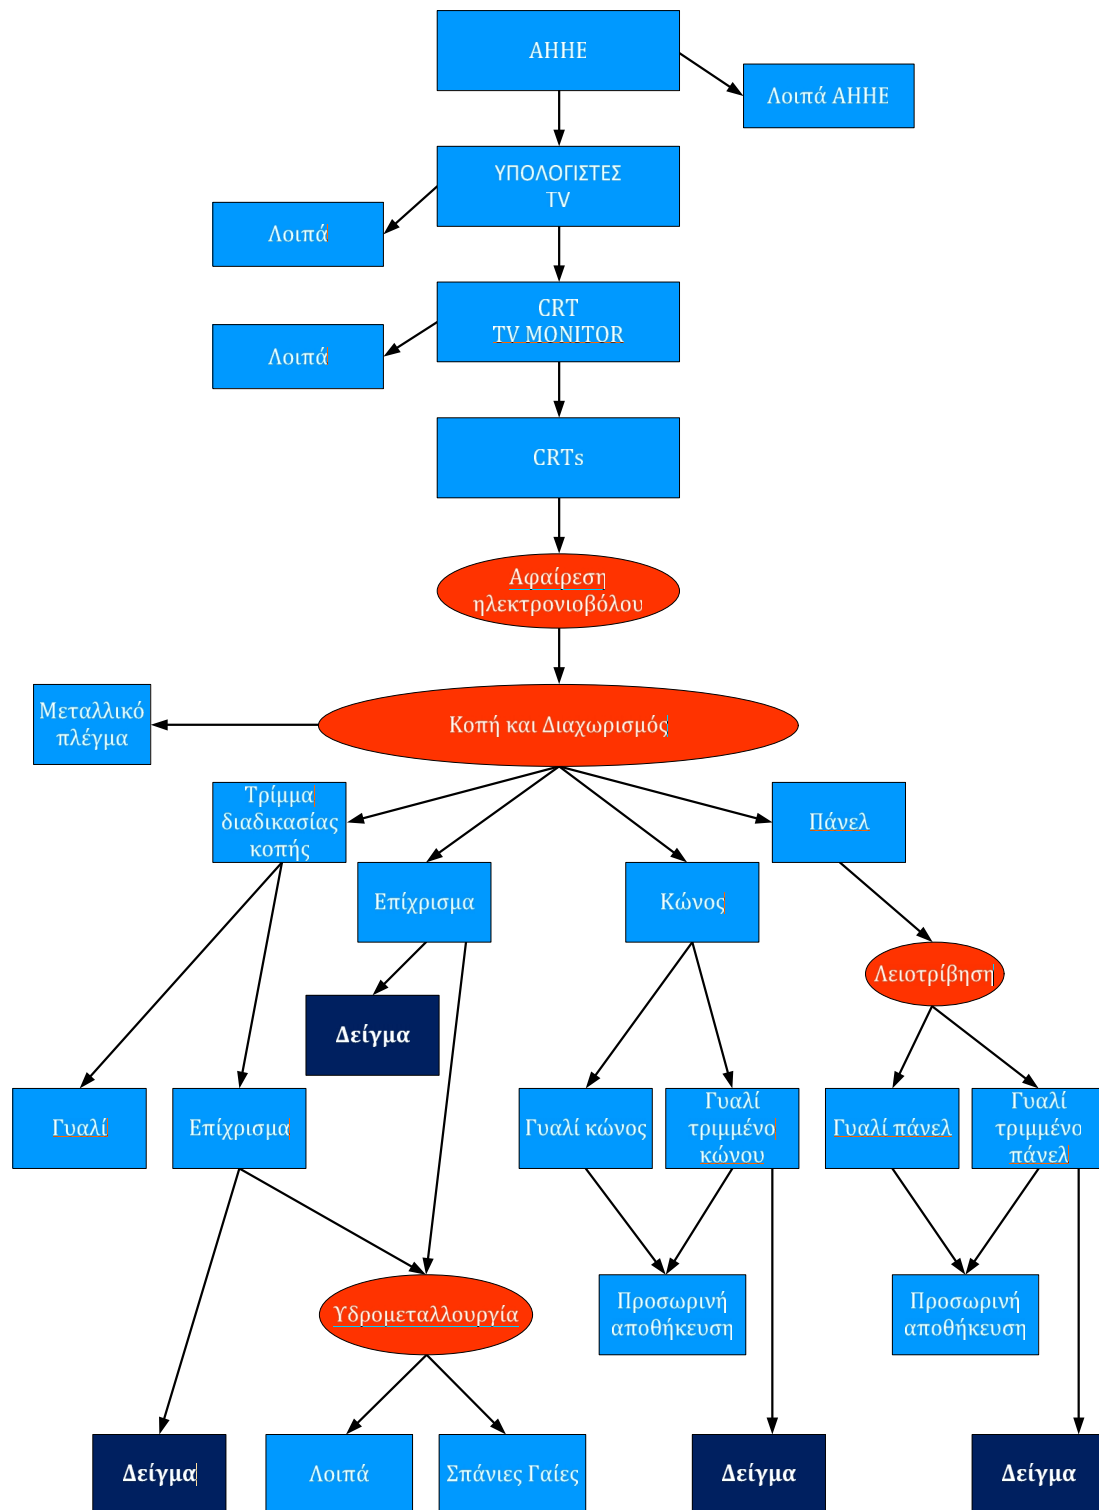 ΑΗΗΕ
Λοιπά ΑΗΗΕ
ΥΠΟΛΟΓΙΣΤΕΣ
TV
Λοιπά
CRT
TV MONITOR
Λοιπά
CRTs
Αφαίρεση
ηλεκτρονιοβόλου
Μεταλλικό
πλέγμα
Κοπή και Διαχωρισμός
Τρίμμα
διαδικασίας
κοπής
Πάνελ
Επίχρισμα
Κώνος
Λειοτρίβηση
Δείγμα
Γυαλί
Επίχρισμα
Γυαλί κώνος
Γυαλί
τριμμένο
κώνου
Γυαλί πάνελ
Γυαλί
τριμμένο
πάνελ
Υδρομεταλλουργία
Προσωρινή
αποθήκευση
Προσωρινή
αποθήκευση
Δείγμα
Λοιπά
Σπάνιες Γαίες
Δείγμα
Δείγμα